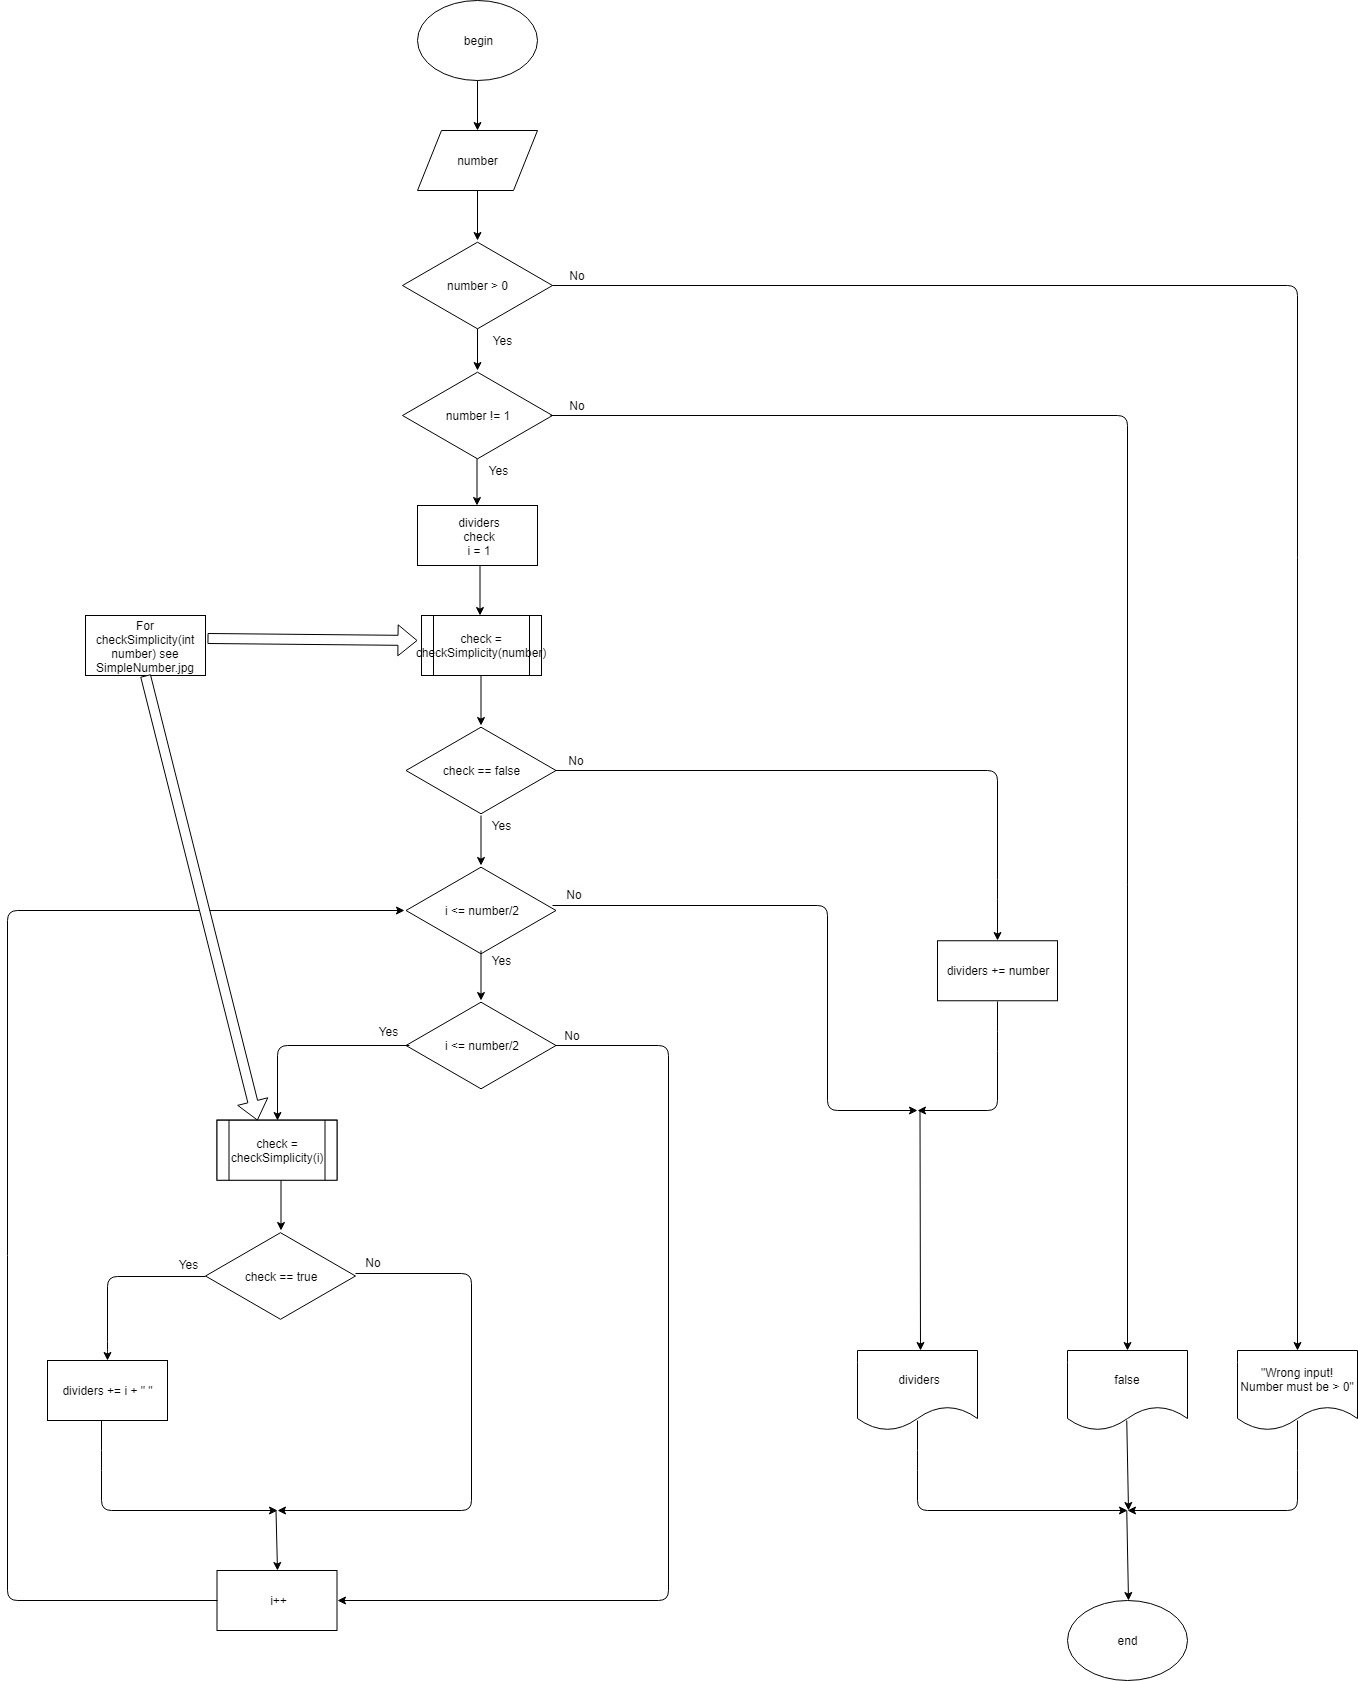 begin
number
number > 0
No
Yes
number != 1
No
Yes
dividers
check
i = 1
For
checkSimplicity(int
number) see
SimpleNumber.jpg
check =
checkSimplicity(number)
check == false
No
Yes
i <= number/2
No
Yes
dividers += number
i <= number/2
Yes
No
check =
checkSimplicity(i)
check == true
Yes
No
dividers += i + " "
dividers
false
"Wrong input!
Number must be > 0"
i++
end